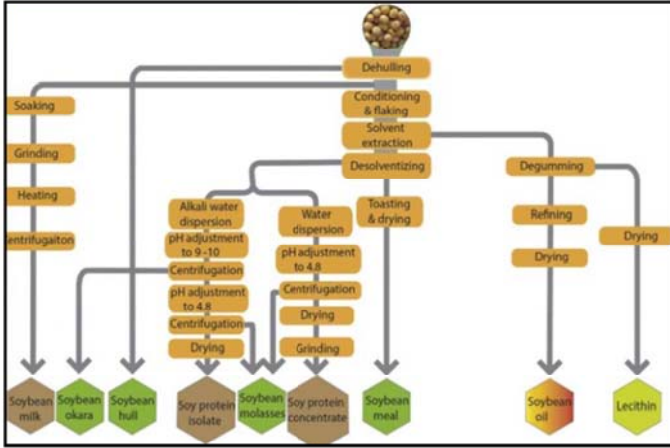 Dehulling
Conditioning
& flaking
Soaking
Solvent
extraction
Grinding
Desolventizing
Degumming
Heating
Alkali water
dispersion
Water
dispersion
Toasting
& drying
Refining
entrifugaiton
pH adjustment
to 9-10
Drying
pH adjustment
to 4.8
Drying
Centrifugation
Centrifugation
pH adjustment
to 4.8
Drying
Centrifugation
Drying
Grinding
Soybean
milk
Soybean
okara
Soybean
hull
Soy protein
isolate
Soybean
molasses
Soy protein
concentrate
Soybean
meal
Soybean
oil
Lecithin